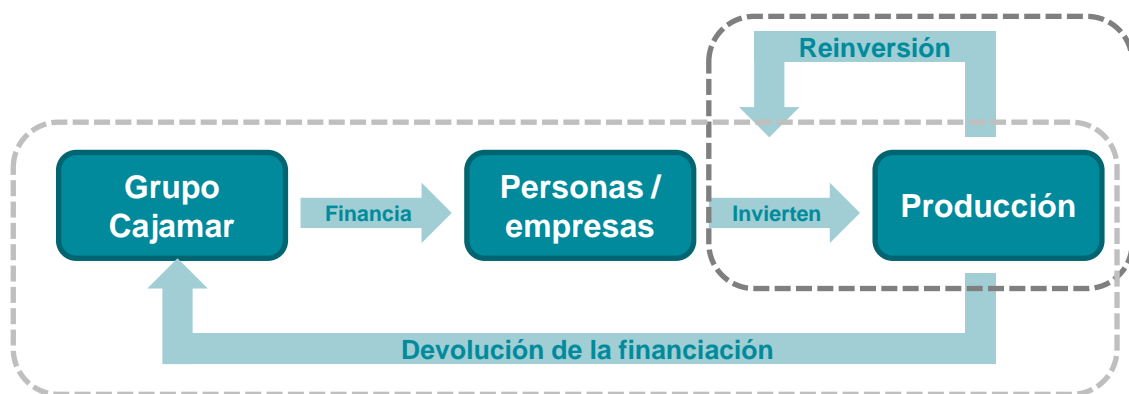 Reinversión
Grupo
Cajamar
Financia
Personas /
empresas
Invierten
Producción
Devolución de la financiación